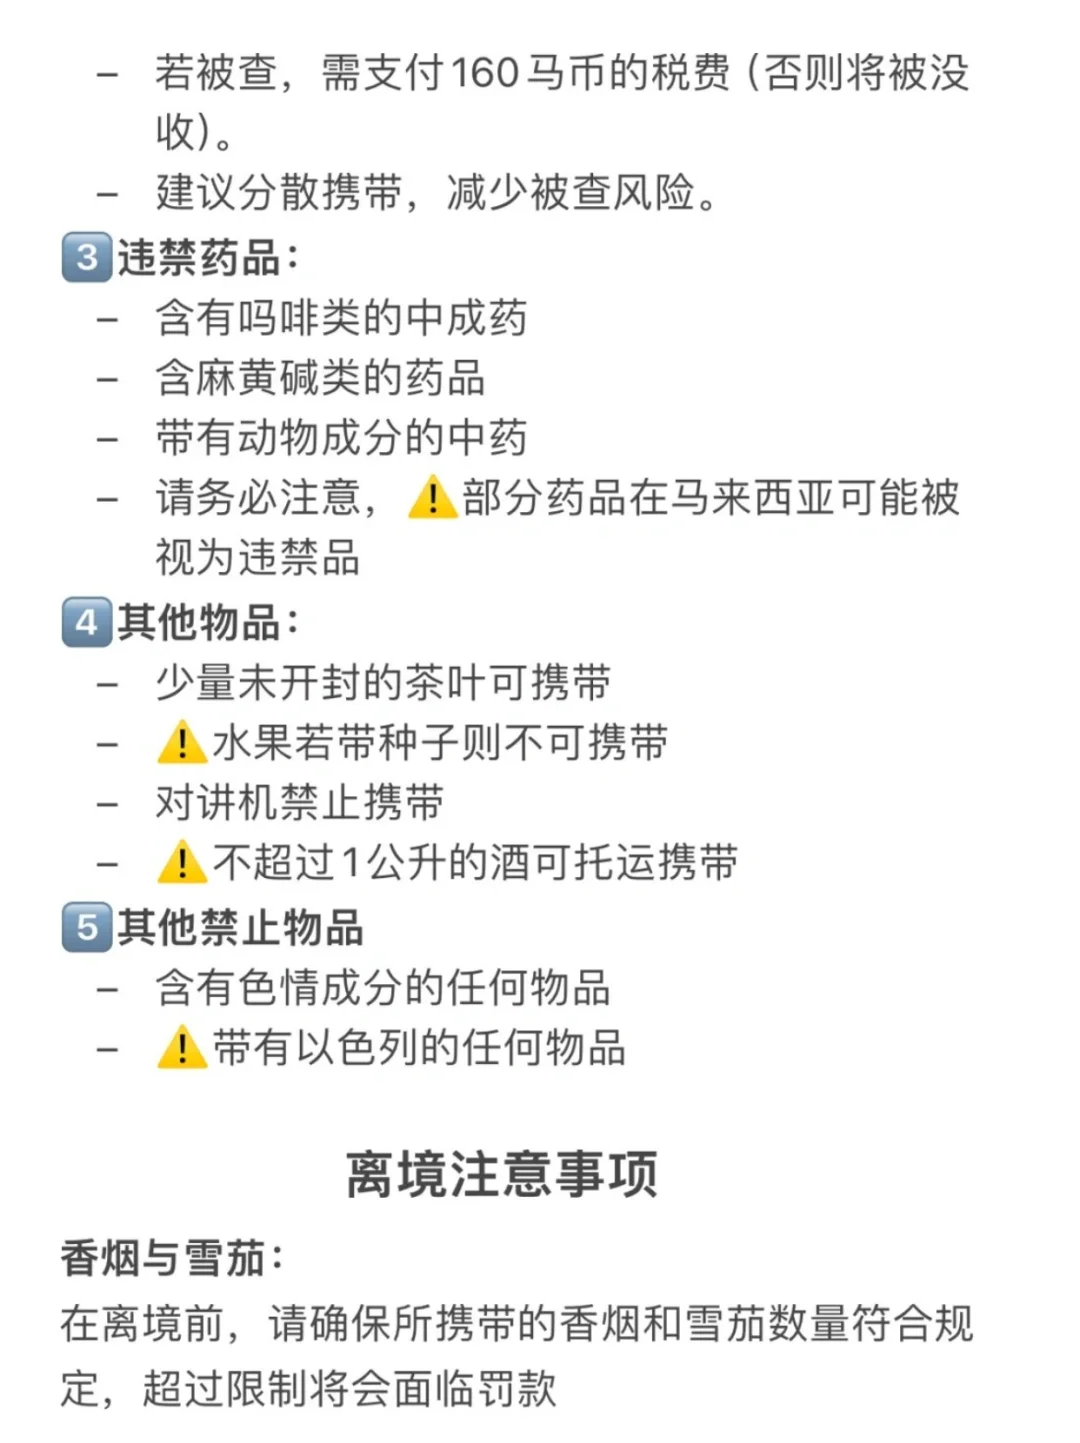 – 若被查，需支付160马币的税费（否则将被没
收）。
– 建议分散携带，减少被查风险。
3️⃣违禁药品：
– 含有吗啡类的中成药
– 含麻黄碱类的药品
– 带有动物成分的中药
– 请务必注意，⚠️部分药品在马来西亚可能被
视为违禁品
4️⃣其他物品：
– 少量未开封的茶叶可携带
– ⚠️水果若带种子则不可携带
– 对讲机禁止携带
– ⚠️不超过1公升的酒可托运携带
5️⃣其他禁止物品
– 含有色情成分的任何物品
– ⚠️带有以色列的任何物品
离境注意事项
香烟与雪茄：
在离境前，请确保所携带的香烟和雪茄数量符合规
定，超过限制将会面临罚款